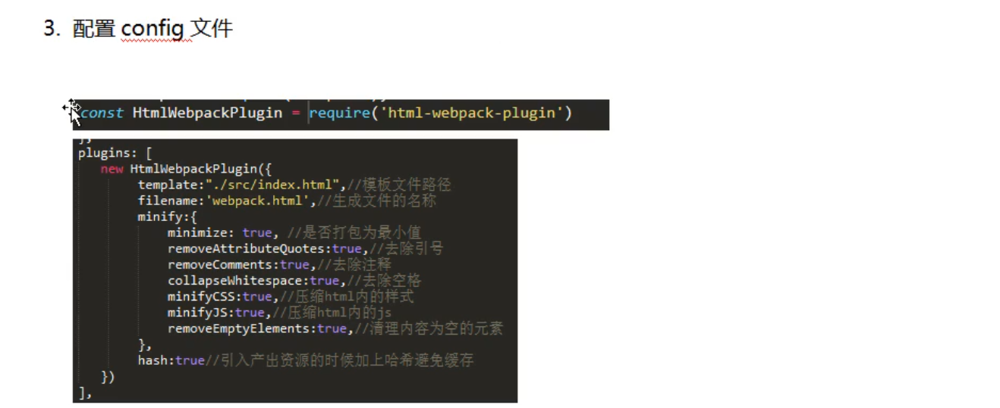 3. 配置 config 文件
const HtmlWebpackPlugin = require('html-webpack-plugin')
plugins: [
new HtmlWebpackPlugin({
template:"./src/index.html",//模板文件路径
filename:'webpack.html',//生成文件的名称
minify:{
minimize: true, //是否打包为最小值
removeAttributeQuotes:true,//去除引号
removeComments:true,//去除注释
collapseWhitespace:true,//去除空格
minifyCSS:true,//压缩html内的样式
minifyJS:true,//压缩html内的js
removeEmptyElements:true,//清理内容为空的元素
},
hash:true//引入产出资源的时候加上哈希避免缓存
})
],